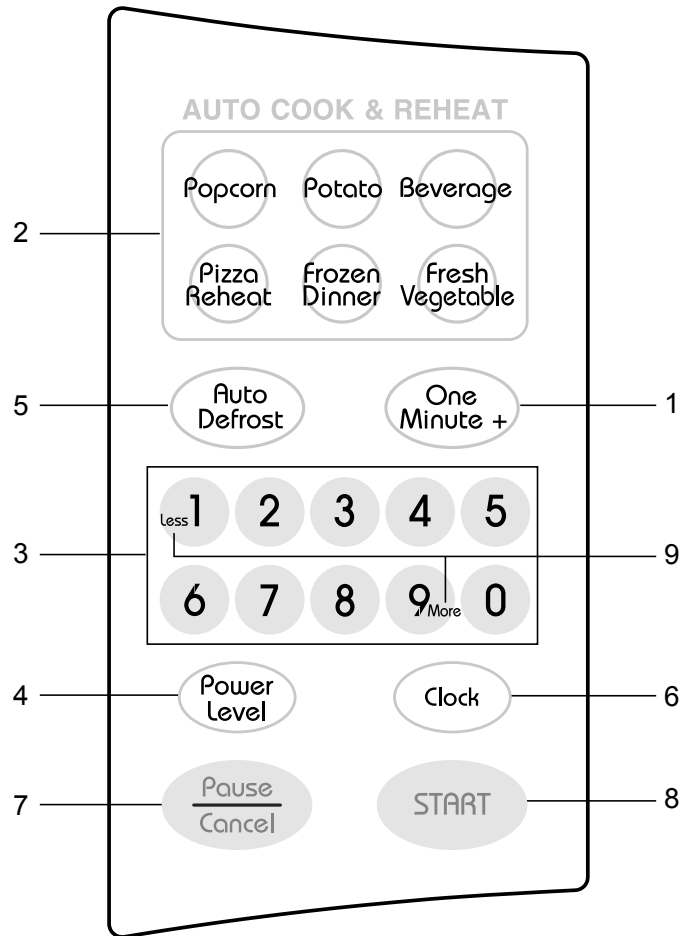 AUTO COOK & REHEAT
Popcorn Potato Beverage
2
Pizza Frozen Fresh
Reheat Dinner Vegetable
5 Auto One 1
Defrost Minute +
1 2 3 4 5
Less
3 9
6 7 8 9 0
More
4 Power Clock 6
Level
7 Pause START 8
Cancel